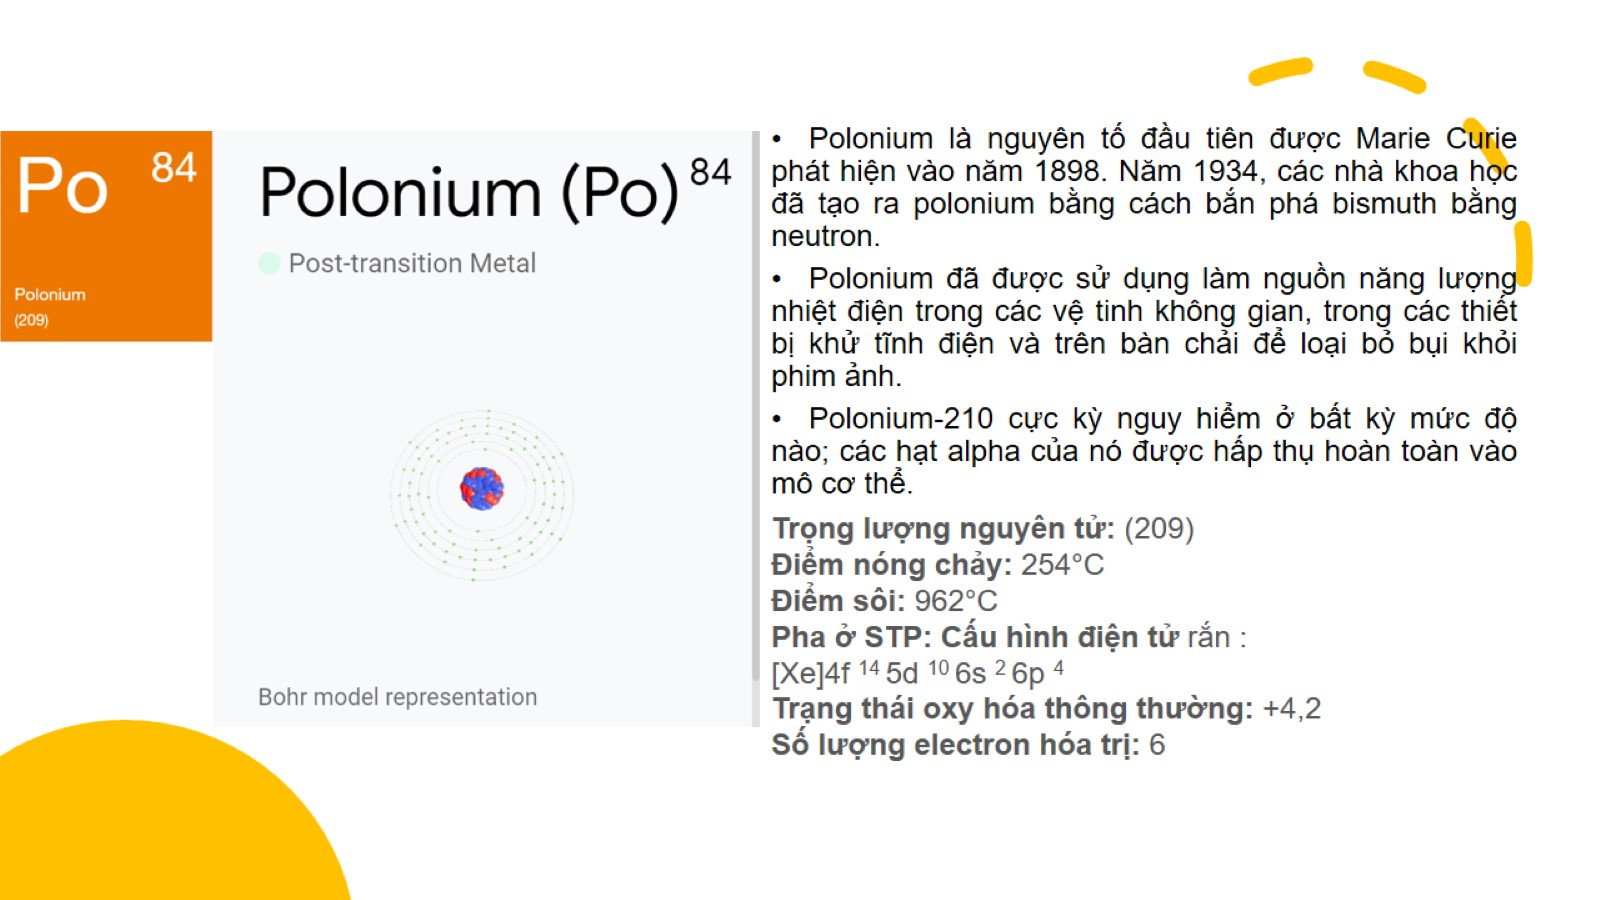 Po 84
Polonium
(209)
Polonium (Po) 84
Post-transition Metal
Bohr model representation
• Polonium là nguyên tố đầu tiên được Marie Curie
phát hiện vào năm 1898. Năm 1934, các nhà khoa học
đã tạo ra polonium bằng cách bắn phá bismuth bằng
neutron.
• Polonium đã được sử dụng làm nguồn năng lượng
nhiệt điện trong các vệ tinh không gian, trong các thiết
bị khử tĩnh điện và trên bàn chải để loại bỏ bụi khỏi
phim ảnh.
• Polonium-210 cực kỳ nguy hiểm ở bất kỳ mức độ
nào; các hạt alpha của nó được hấp thụ hoàn toàn vào
mô cơ thể.
Trọng lượng nguyên tử: (209)
Điểm nóng chảy: 254°C
Điểm sôi: 962°C
Pha ở STP: Cấu hình điện tử rắn :
[Xe]4f 14 5d 10 6s 2 6p 4
Trạng thái oxy hóa thông thường: +4,2
Số lượng electron hóa trị: 6